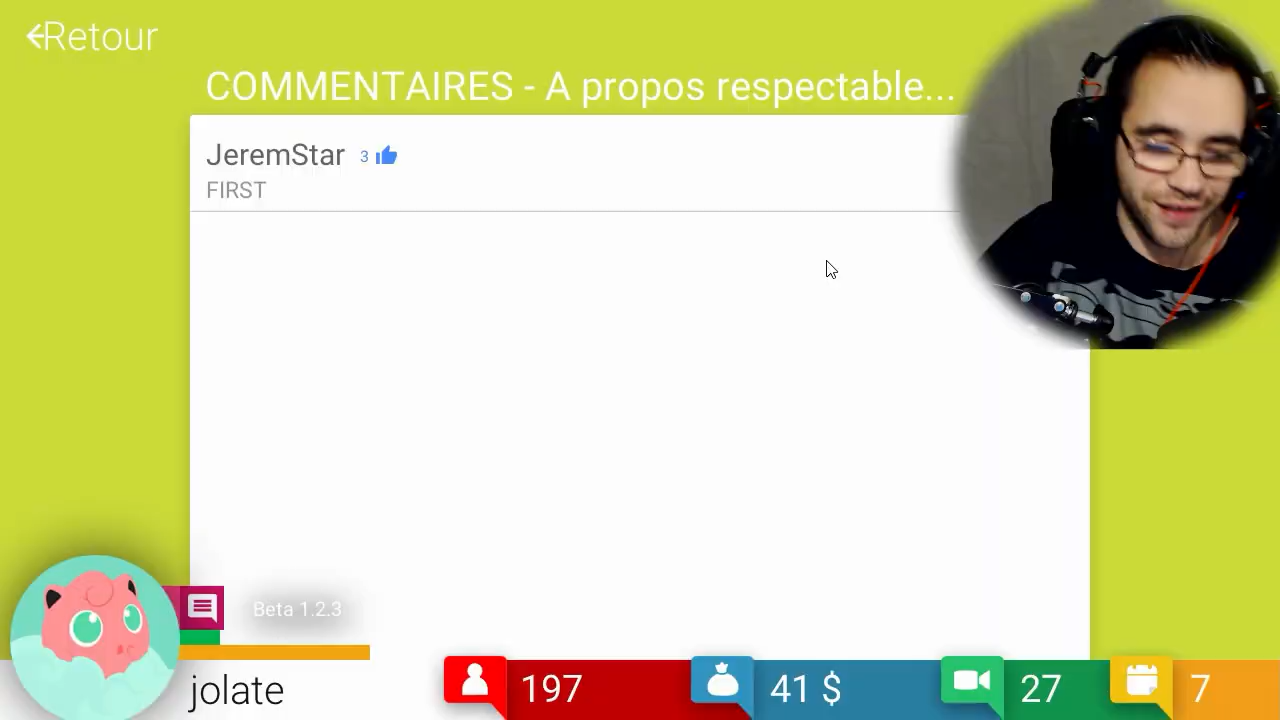 Retour
COMMENTAIRES - A propos respectable...
JeremStar 3
FIRST
Beta 1.2.3
jolate
197
41 $
27
7